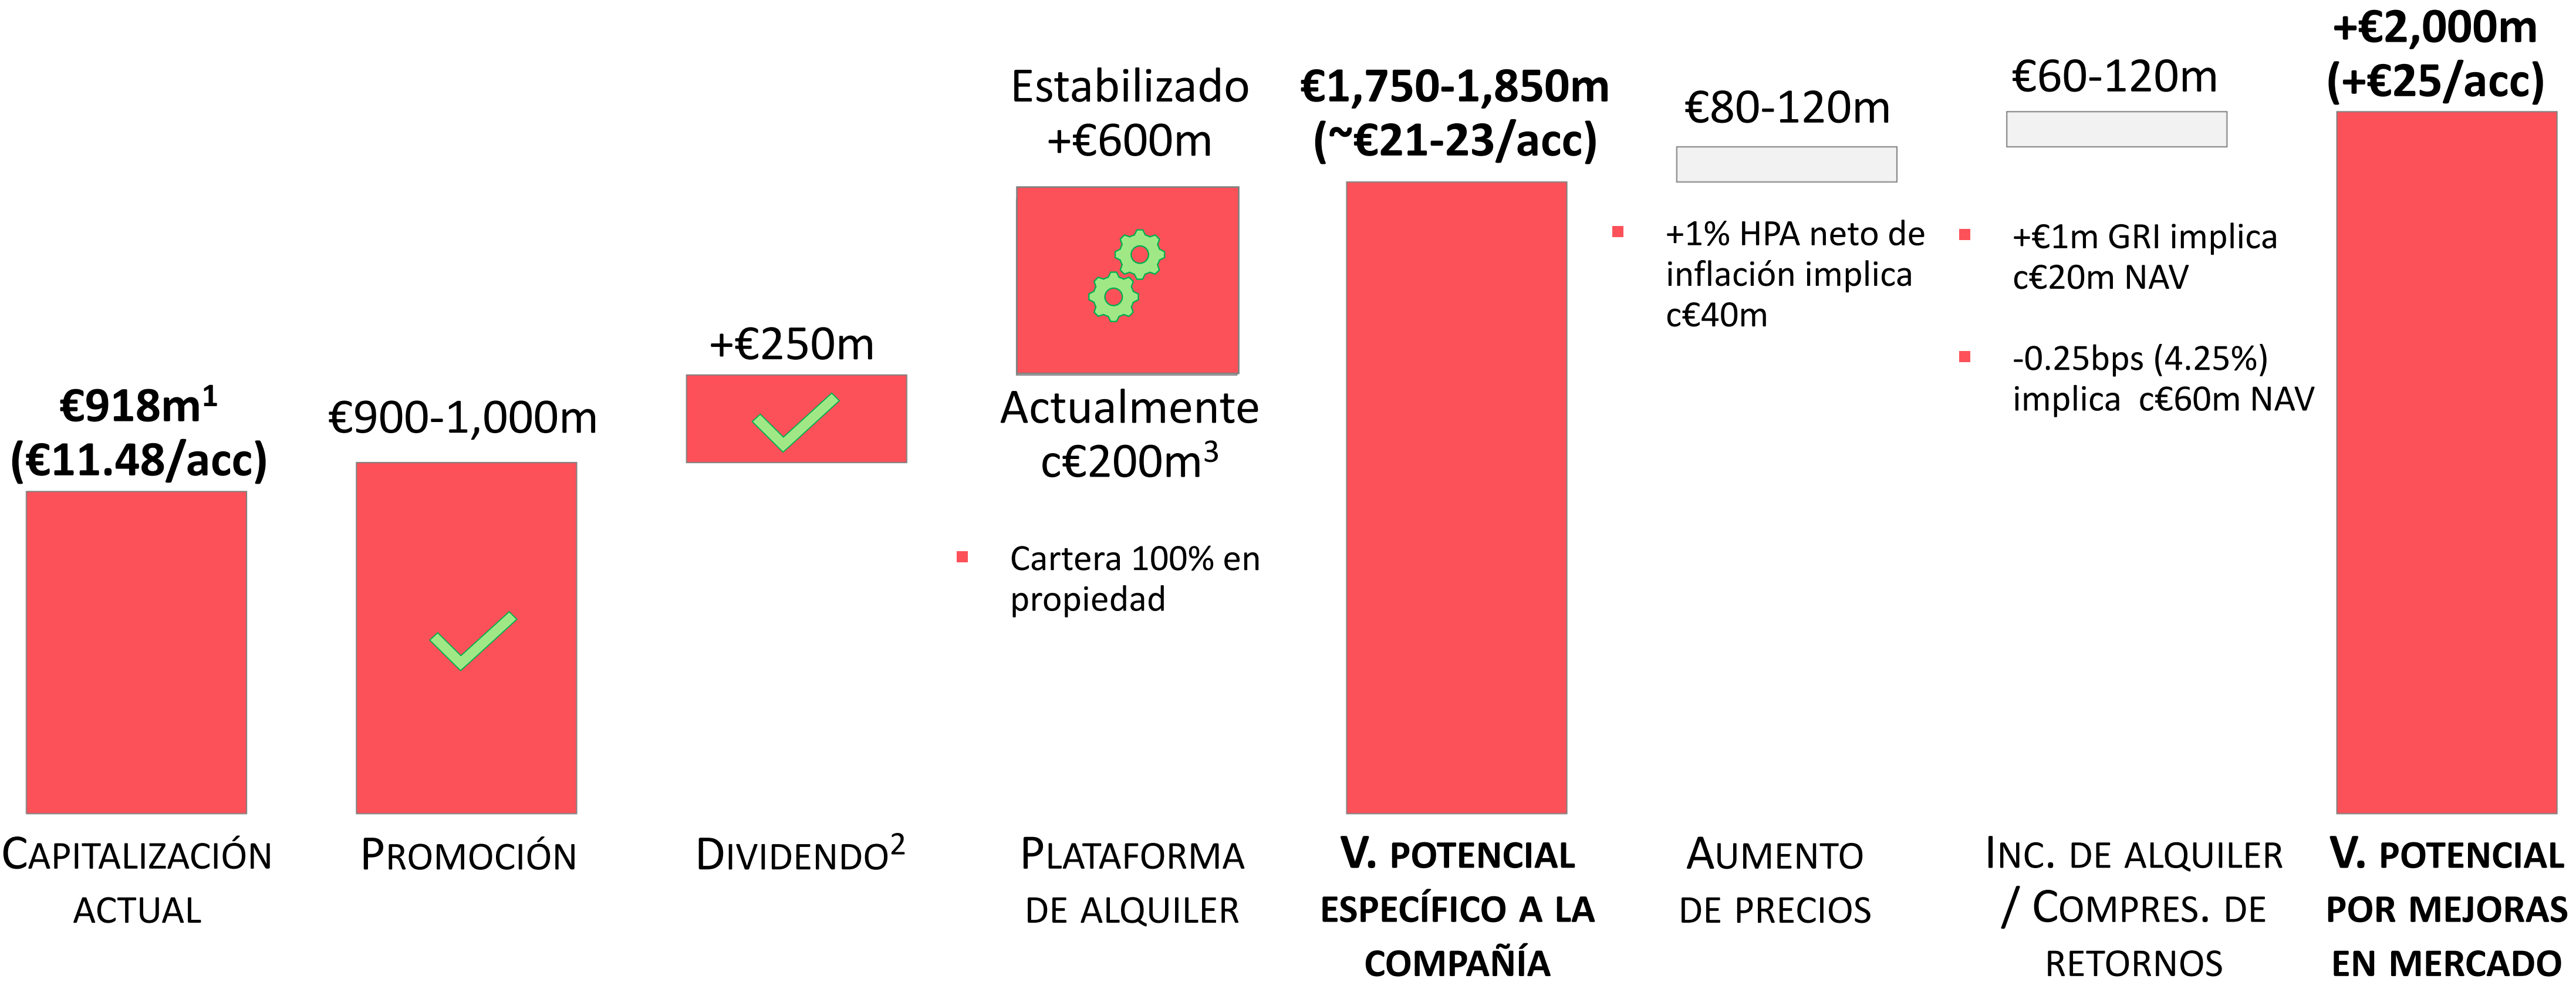 €918m¹
(€11.48/acc)
CAPITALIZACIÓN
ACTUAL
€900-1,000m
PROMOCIÓN
+€250m
DIVIDENDO²
Estabilizado
+€600m
Actualmente
c€200m³
Cartera 100% en
propiedad
PLATAFORMA
DE ALQUILER
€1,750-1,850m
(~€21-23/acc)
V. POTENCIAL
ESPECÍFICO A LA
COMPAÑÍA
€80-120m
+1% HPA neto de
inflación implica
c€40m
AUMENTO
DE PRECIOS
€60-120m
+€1m GRI implica
c€20m NAV
-0.25bps (4.25%)
implica c€60m NAV
INC. DE ALQUILER
/ COMPRES. DE
RETORNOS
+€2,000m
(+€25/acc)
V. POTENCIAL
POR MEJORAS
EN MERCADO